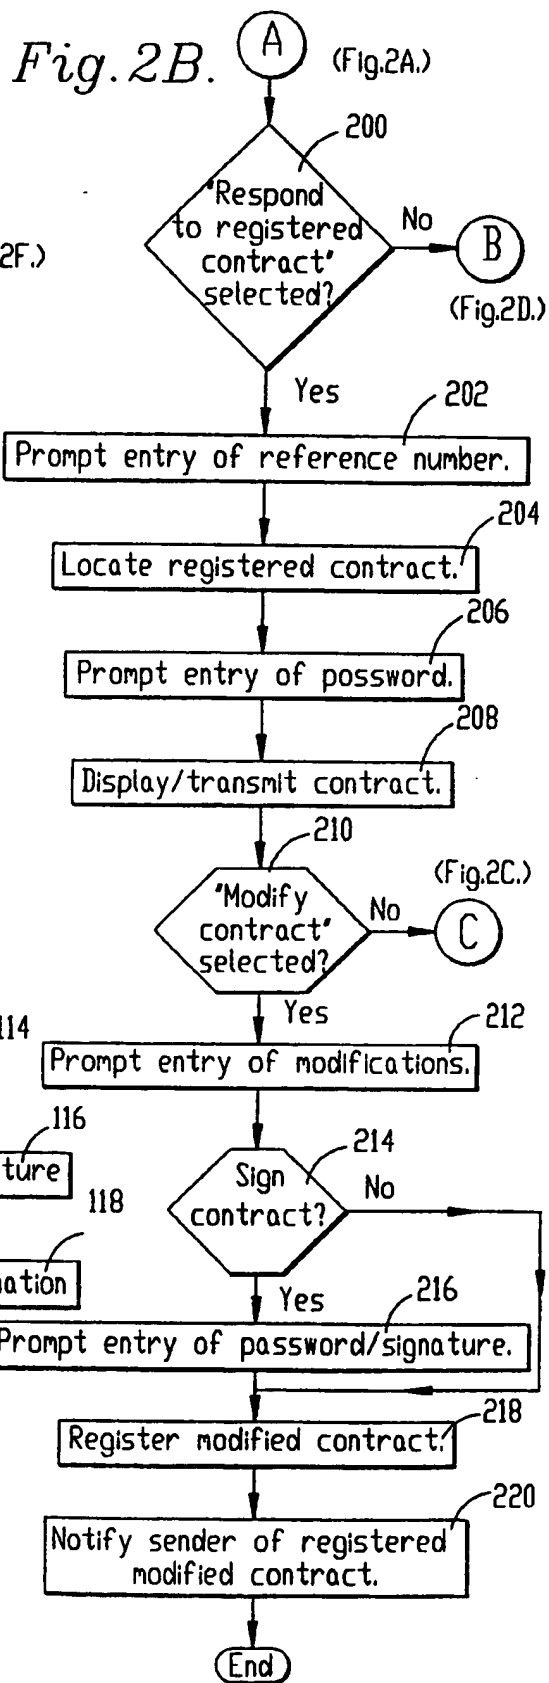 Fig.2B.
A
(Fig.2A.)
200
"Respond
to registered
contract"
selected?
No
B
(Fig.2D.)
2F.)
Yes
202
Prompt entry of reference number.
204
Locate registered contract.
206
Prompt entry of possword.
208
Display/transmit contract.
210
"Modify
contract"
selected?
No
(Fig.2C.)
C
Yes
114
212
Prompt entry of modifications.
116
ture
214
Sign
contract?
No
118
nation
Yes
216
Prompt entry of password/signature.
218
Register modified contract.
220
Notify sender of registered
modified contract.
End